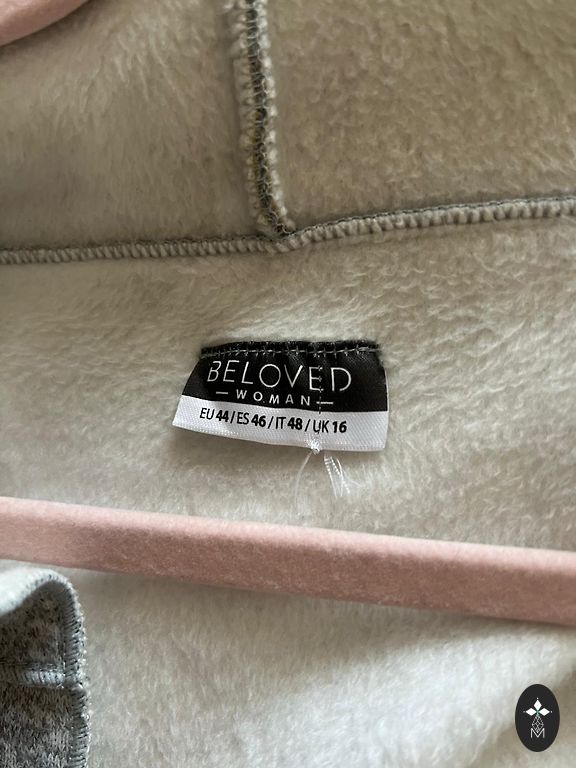 BELOVED
WOMAN
EU 44 / ES 46 / IT 48 / UK 16
M